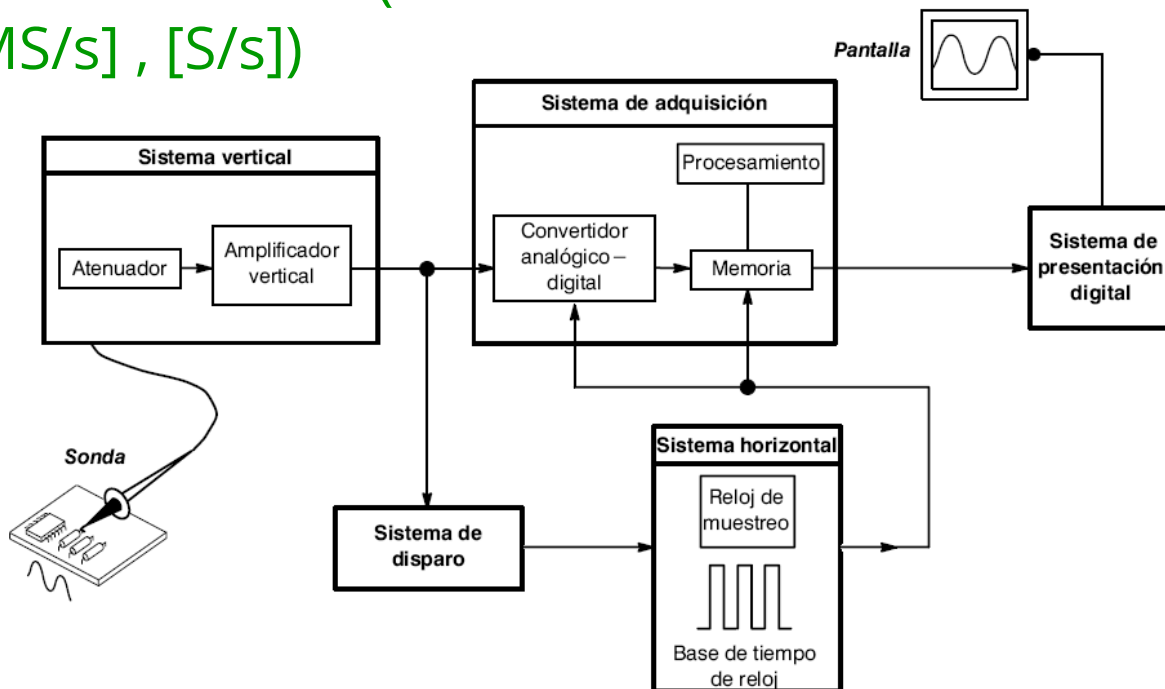 MS/s] , [S/s])
Pantalla
Sistema de adquisición
Sistema vertical
Procesamiento
Convertidor
analógico–
digital
Amplificador
vertical
Atenuador
Memoria
Sistema de
presentación
digital
Sonda
Sistema horizontal
Reloj de
muestreo
Sistema de
disparo
Base de tiempo
de reloj